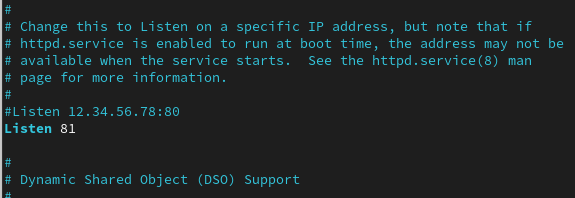 #
# Change this to Listen on a specific IP address, but note that if
# httpd.service is enabled to run at boot time, the address may not be
# available when the service starts.  See the httpd.service(8) man
# page for more information.
#
#Listen 12.34.56.78:80
Listen 81
#
# Dynamic Shared Object (DSO) Support
#